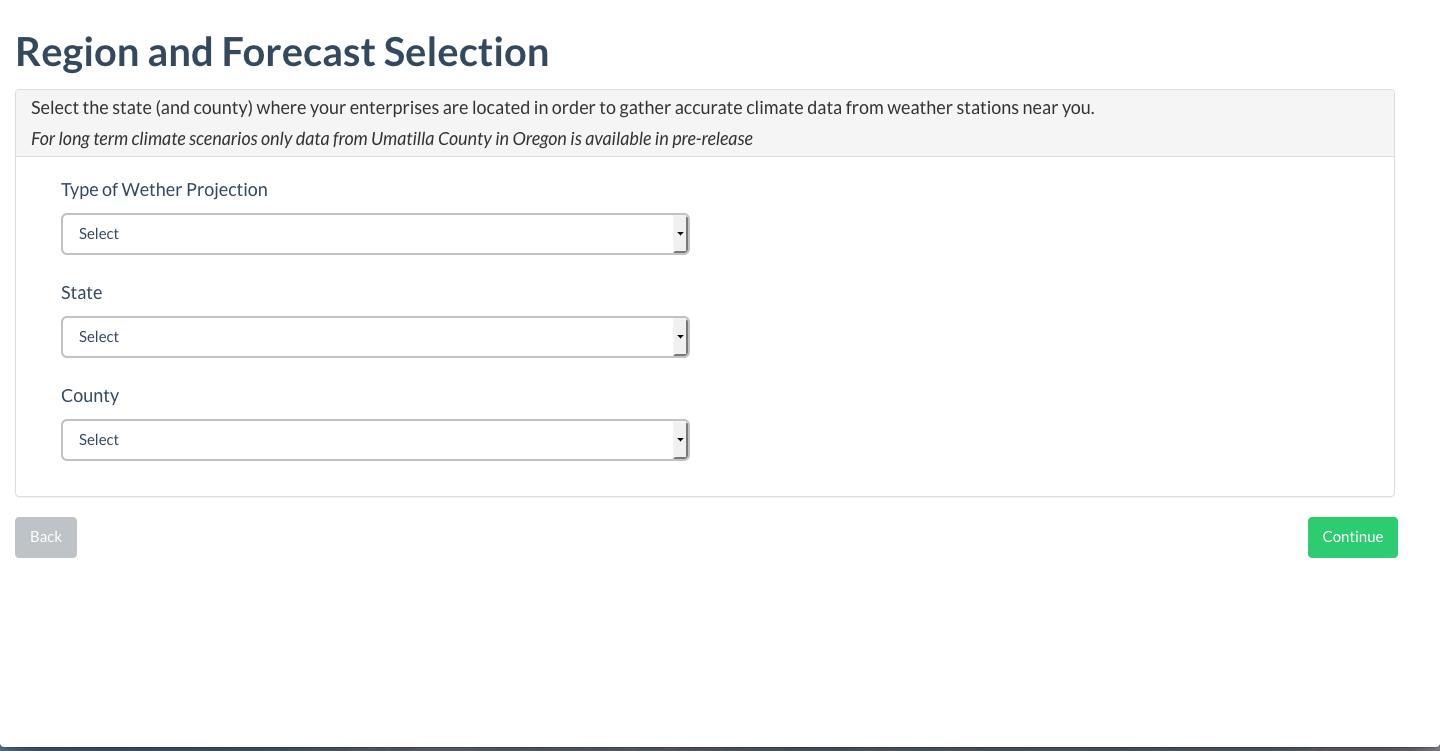 Region and Forecast Selection
Select the state (and county) where your enterprises are located in order to gather accurate climate data from weather stations near you.
For long term climate scenarios only data from Umatilla County in Oregon is available in pre-release
Type of Wether Projection
Select
State
Select
County
Select
Back
Continue